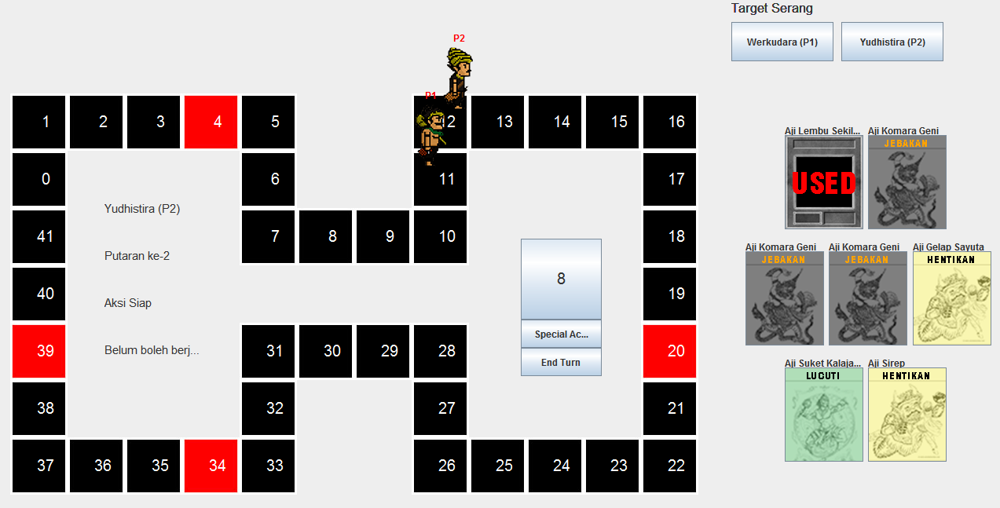 Target Serang
Werkudara (P1)
Yudhistira (P2)
P2
P1
1 2 3 4 5
12 13 14 15 16
0 6 11 17
41 7 8 9 10 18
40 19
39 31 30 29 28 20
38 32 27 21
37 36 35 34 33 26 25 24 23 22
Yudhistira (P2)
Putaran ke-2
Aksi Siap
Belum boleh berj...
8
Special Ac...
End Turn
Aji Lembu Sekil...
USED
Aji Komara Geni
JEBAKAN
Aji Komara Geni
JEBAKAN
Aji Komara Geni
JEBAKAN
Aji Gelap Sayuta
HENTIKAN
Aji Suket Kalaja...
LUCUTI
Aji Sirep
HENTIKAN